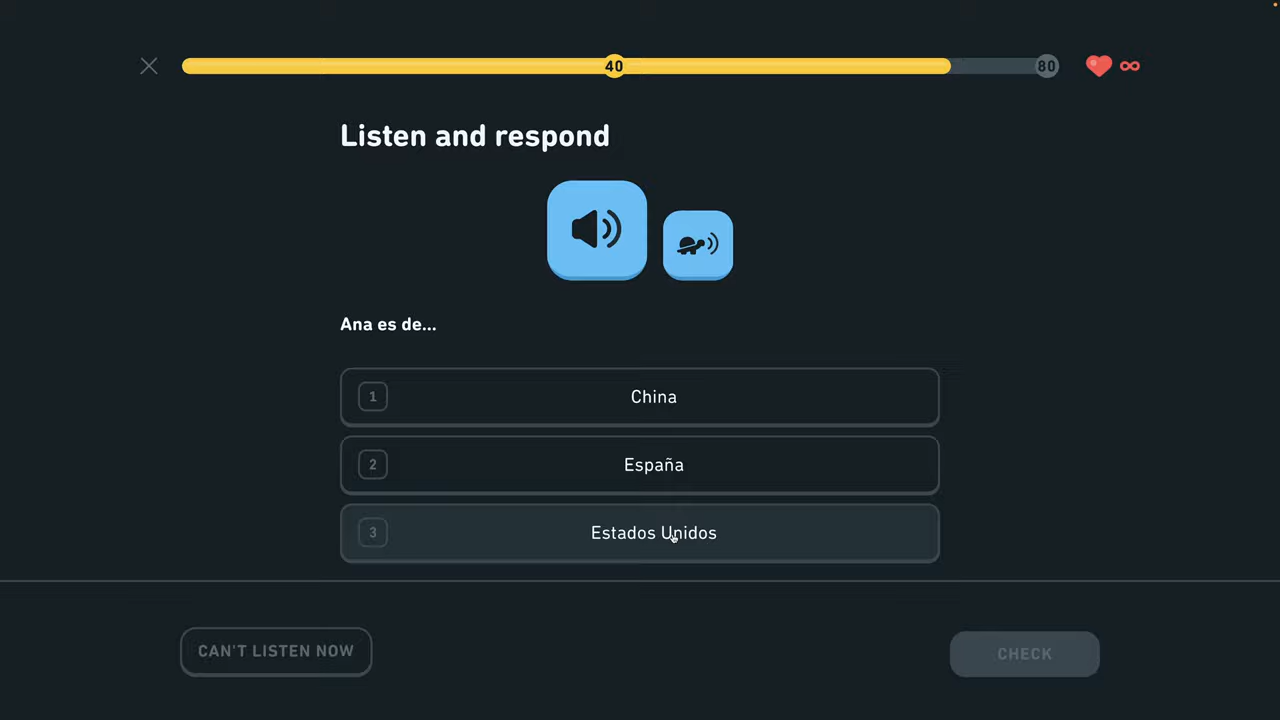 40
80
∞
Listen and respond
Ana es de...
1
China
2
España
3
Estados Unidos
CAN'T LISTEN NOW
CHECK